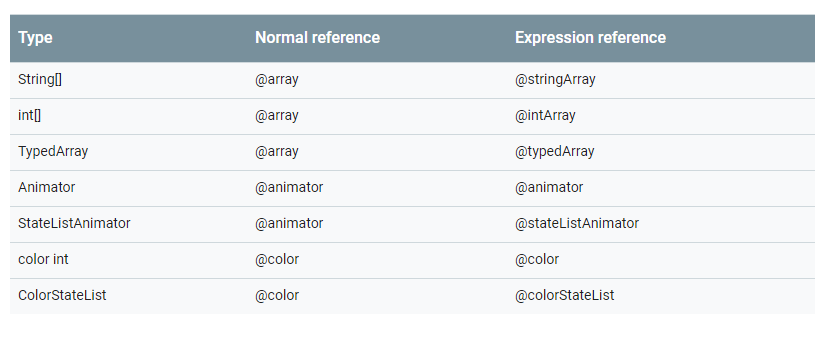 Type Normal reference Expression reference
String[] @array @stringArray
int[] @array @intArray
TypedArray @array @typedArray
Animator @animator @animator
StateListAnimator @animator @stateListAnimator
color int @color @color
ColorStateList @color @colorStateList